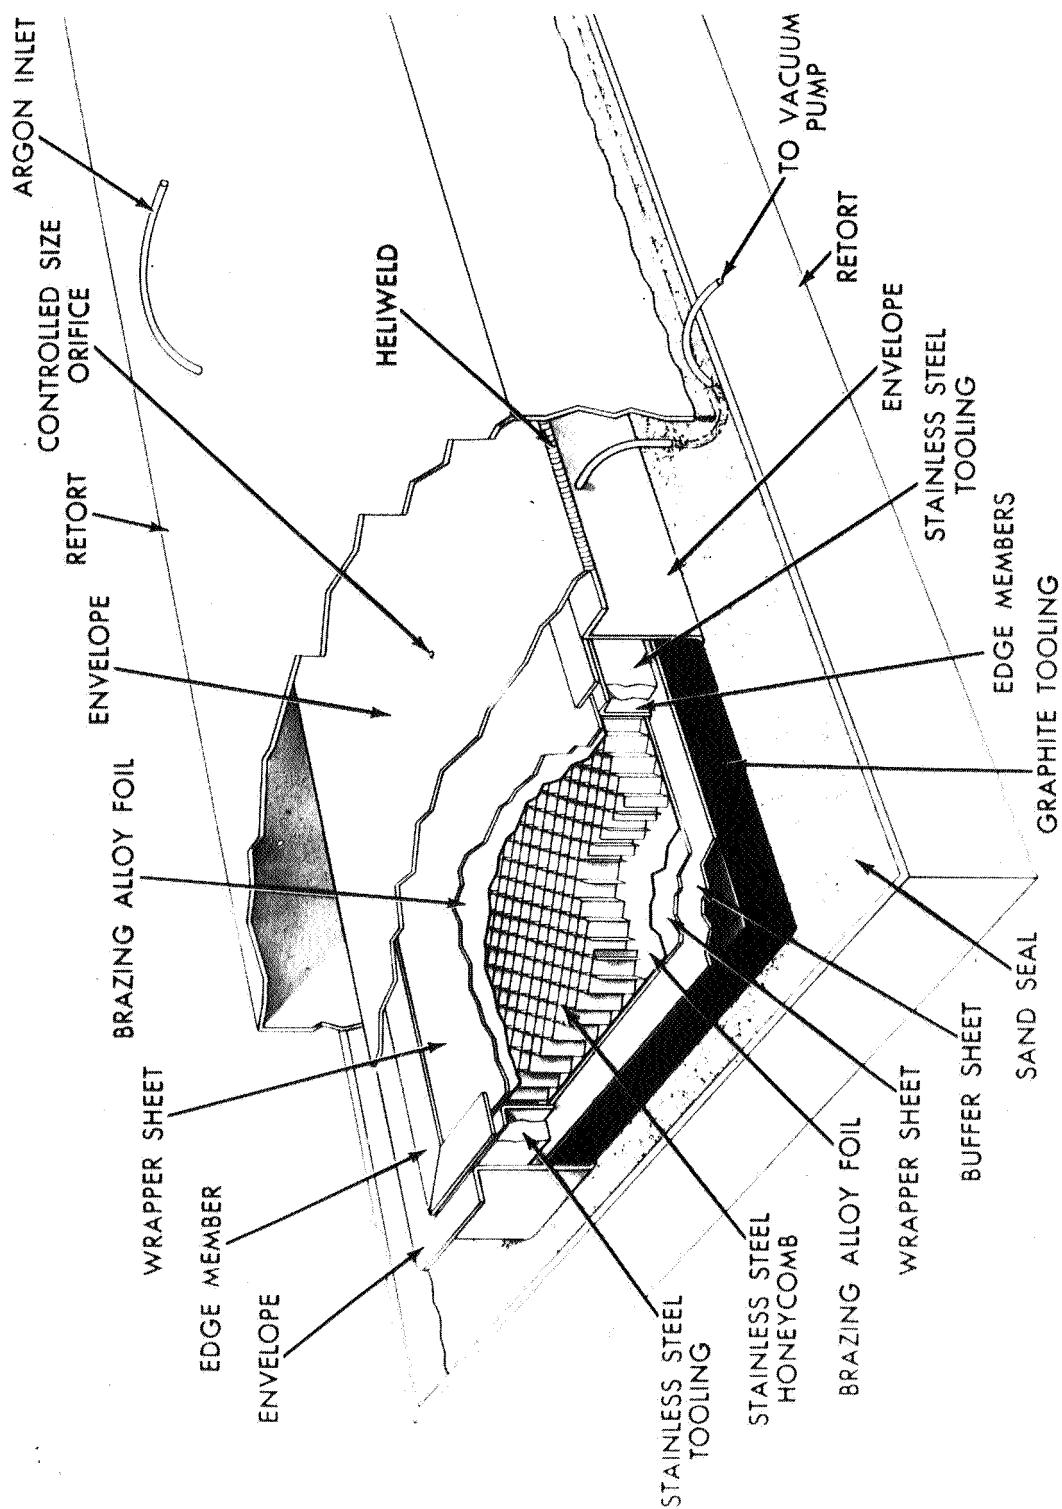 ARGON INLET
CONTROLLED SIZE
ORIFICE
RETORT
ENVELOPE
BRAZING ALLOY FOIL
WRAPPER SHEET
EDGE MEMBER
ENVELOPE
HELIWELD
TO VACUUM
PUMP
RETORT
ENVELOPE
STAINLESS STEEL
TOOLING
EDGE MEMBERS
GRAPHITE TOOLING
SAND SEAL
BUFFER SHEET
WRAPPER SHEET
BRAZING ALLOY FOIL
STAINLESS STEEL
HONEYCOMB
STAINLESS STEEL
TOOLING